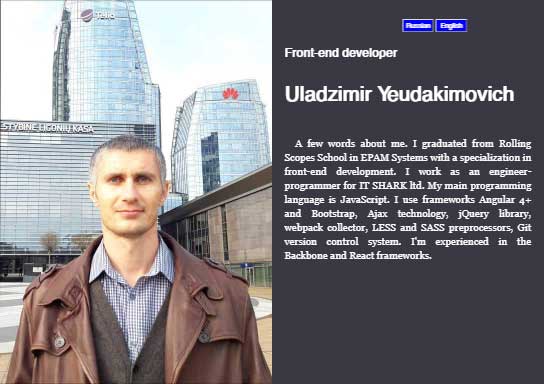 Telia
HUAWEI
STYBINĖ LIGONIŲ KASA
Russian English
Front-end developer
Uladzimir Yeudakimovich
A few words about me. I graduated from Rolling
Scopes School in EPAM Systems with a specialization in
front-end development. I work as an engineer-
programmer for IT SHARK ltd. My main programming
language is JavaScript. I use frameworks Angular 4+
and Bootstrap, Ajax technology, jQuery library,
webpack collector, LESS and SASS preprocessors, Git
version control system. I'm experienced in the
Backbone and React frameworks.